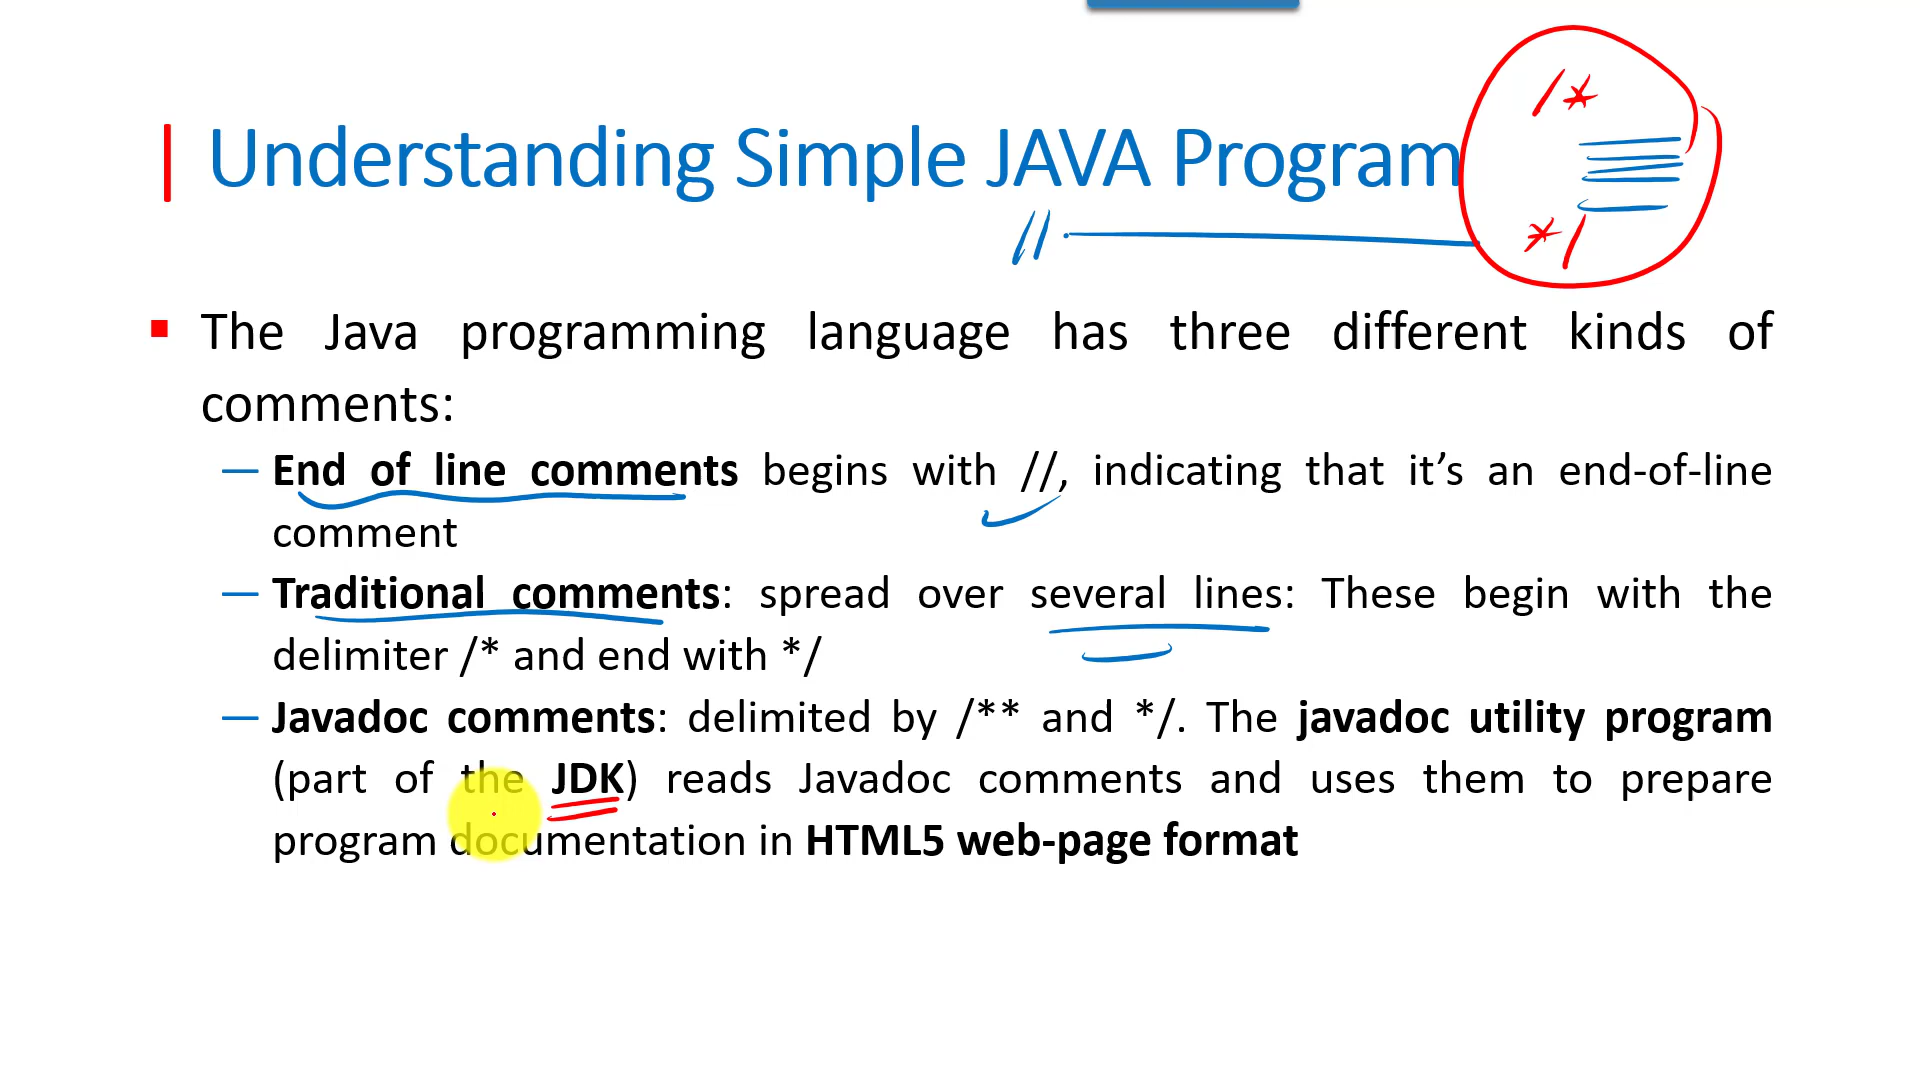 /*
Understanding Simple JAVA Program
//
*/
The Java programming language has three different kinds of
comments:
— End of line comments begins with //, indicating that it’s an end-of-line
comment
— Traditional comments: spread over several lines: These begin with the
delimiter /* and end with */
— Javadoc comments: delimited by /** and */. The javadoc utility program
(part of the JDK) reads Javadoc comments and uses them to prepare
program documentation in HTML5 web-page format